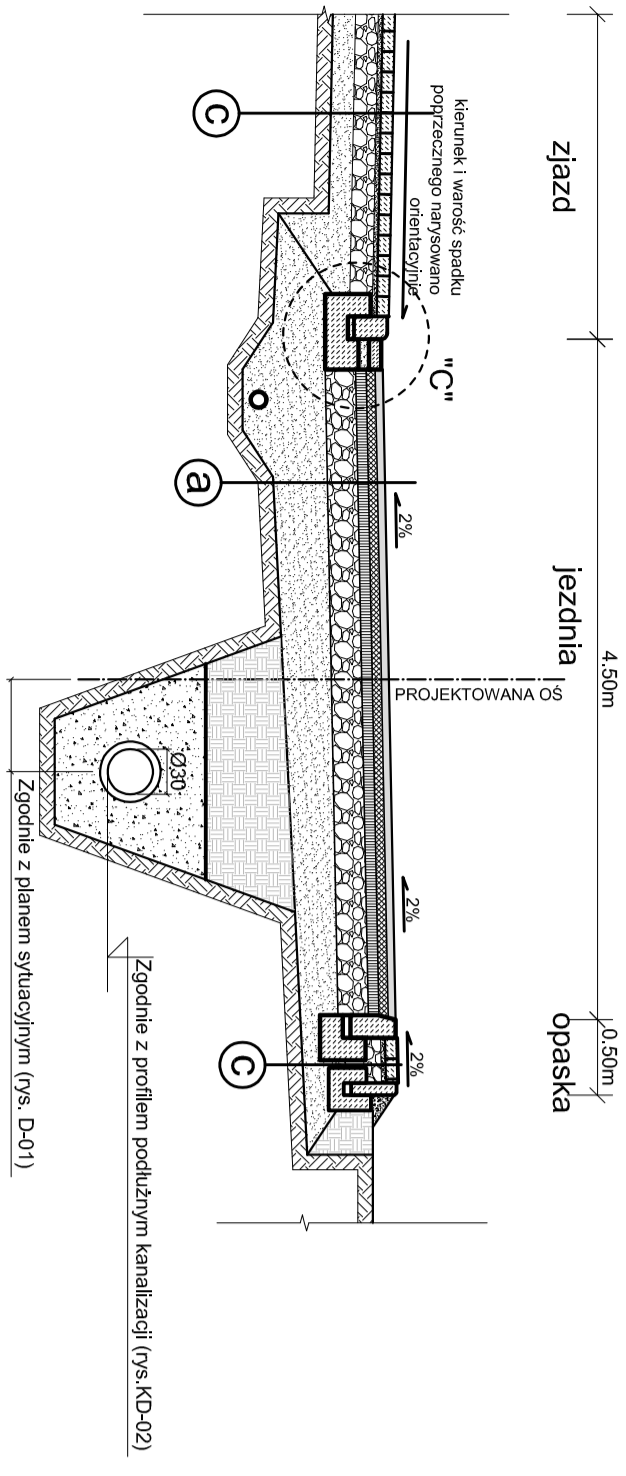 zjazd
jezdnia
opaska
4.50m
0.50m
kierunek i warość spadku
poprzecznego narysowano
orientacyjnie
"C"
2%
2%
2%
PROJEKTOWANA OŚ
c
a
c
Ø30
Zgodnie z profilem podłużnym kanalizacji (rys.KD-02)
Zgodnie z planem sytuacyjnym (rys. D-01)